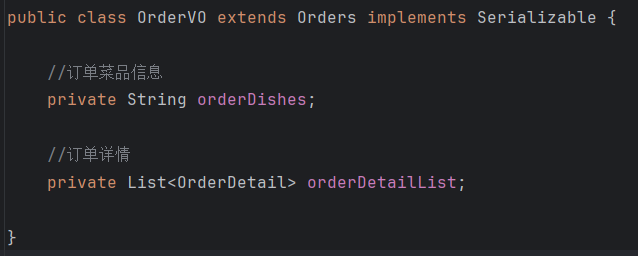 public class OrderVO extends Orders implements Serializable {
//订单菜品信息
private String orderDishes;
//订单详情
private List<OrderDetail> orderDetailList;
}